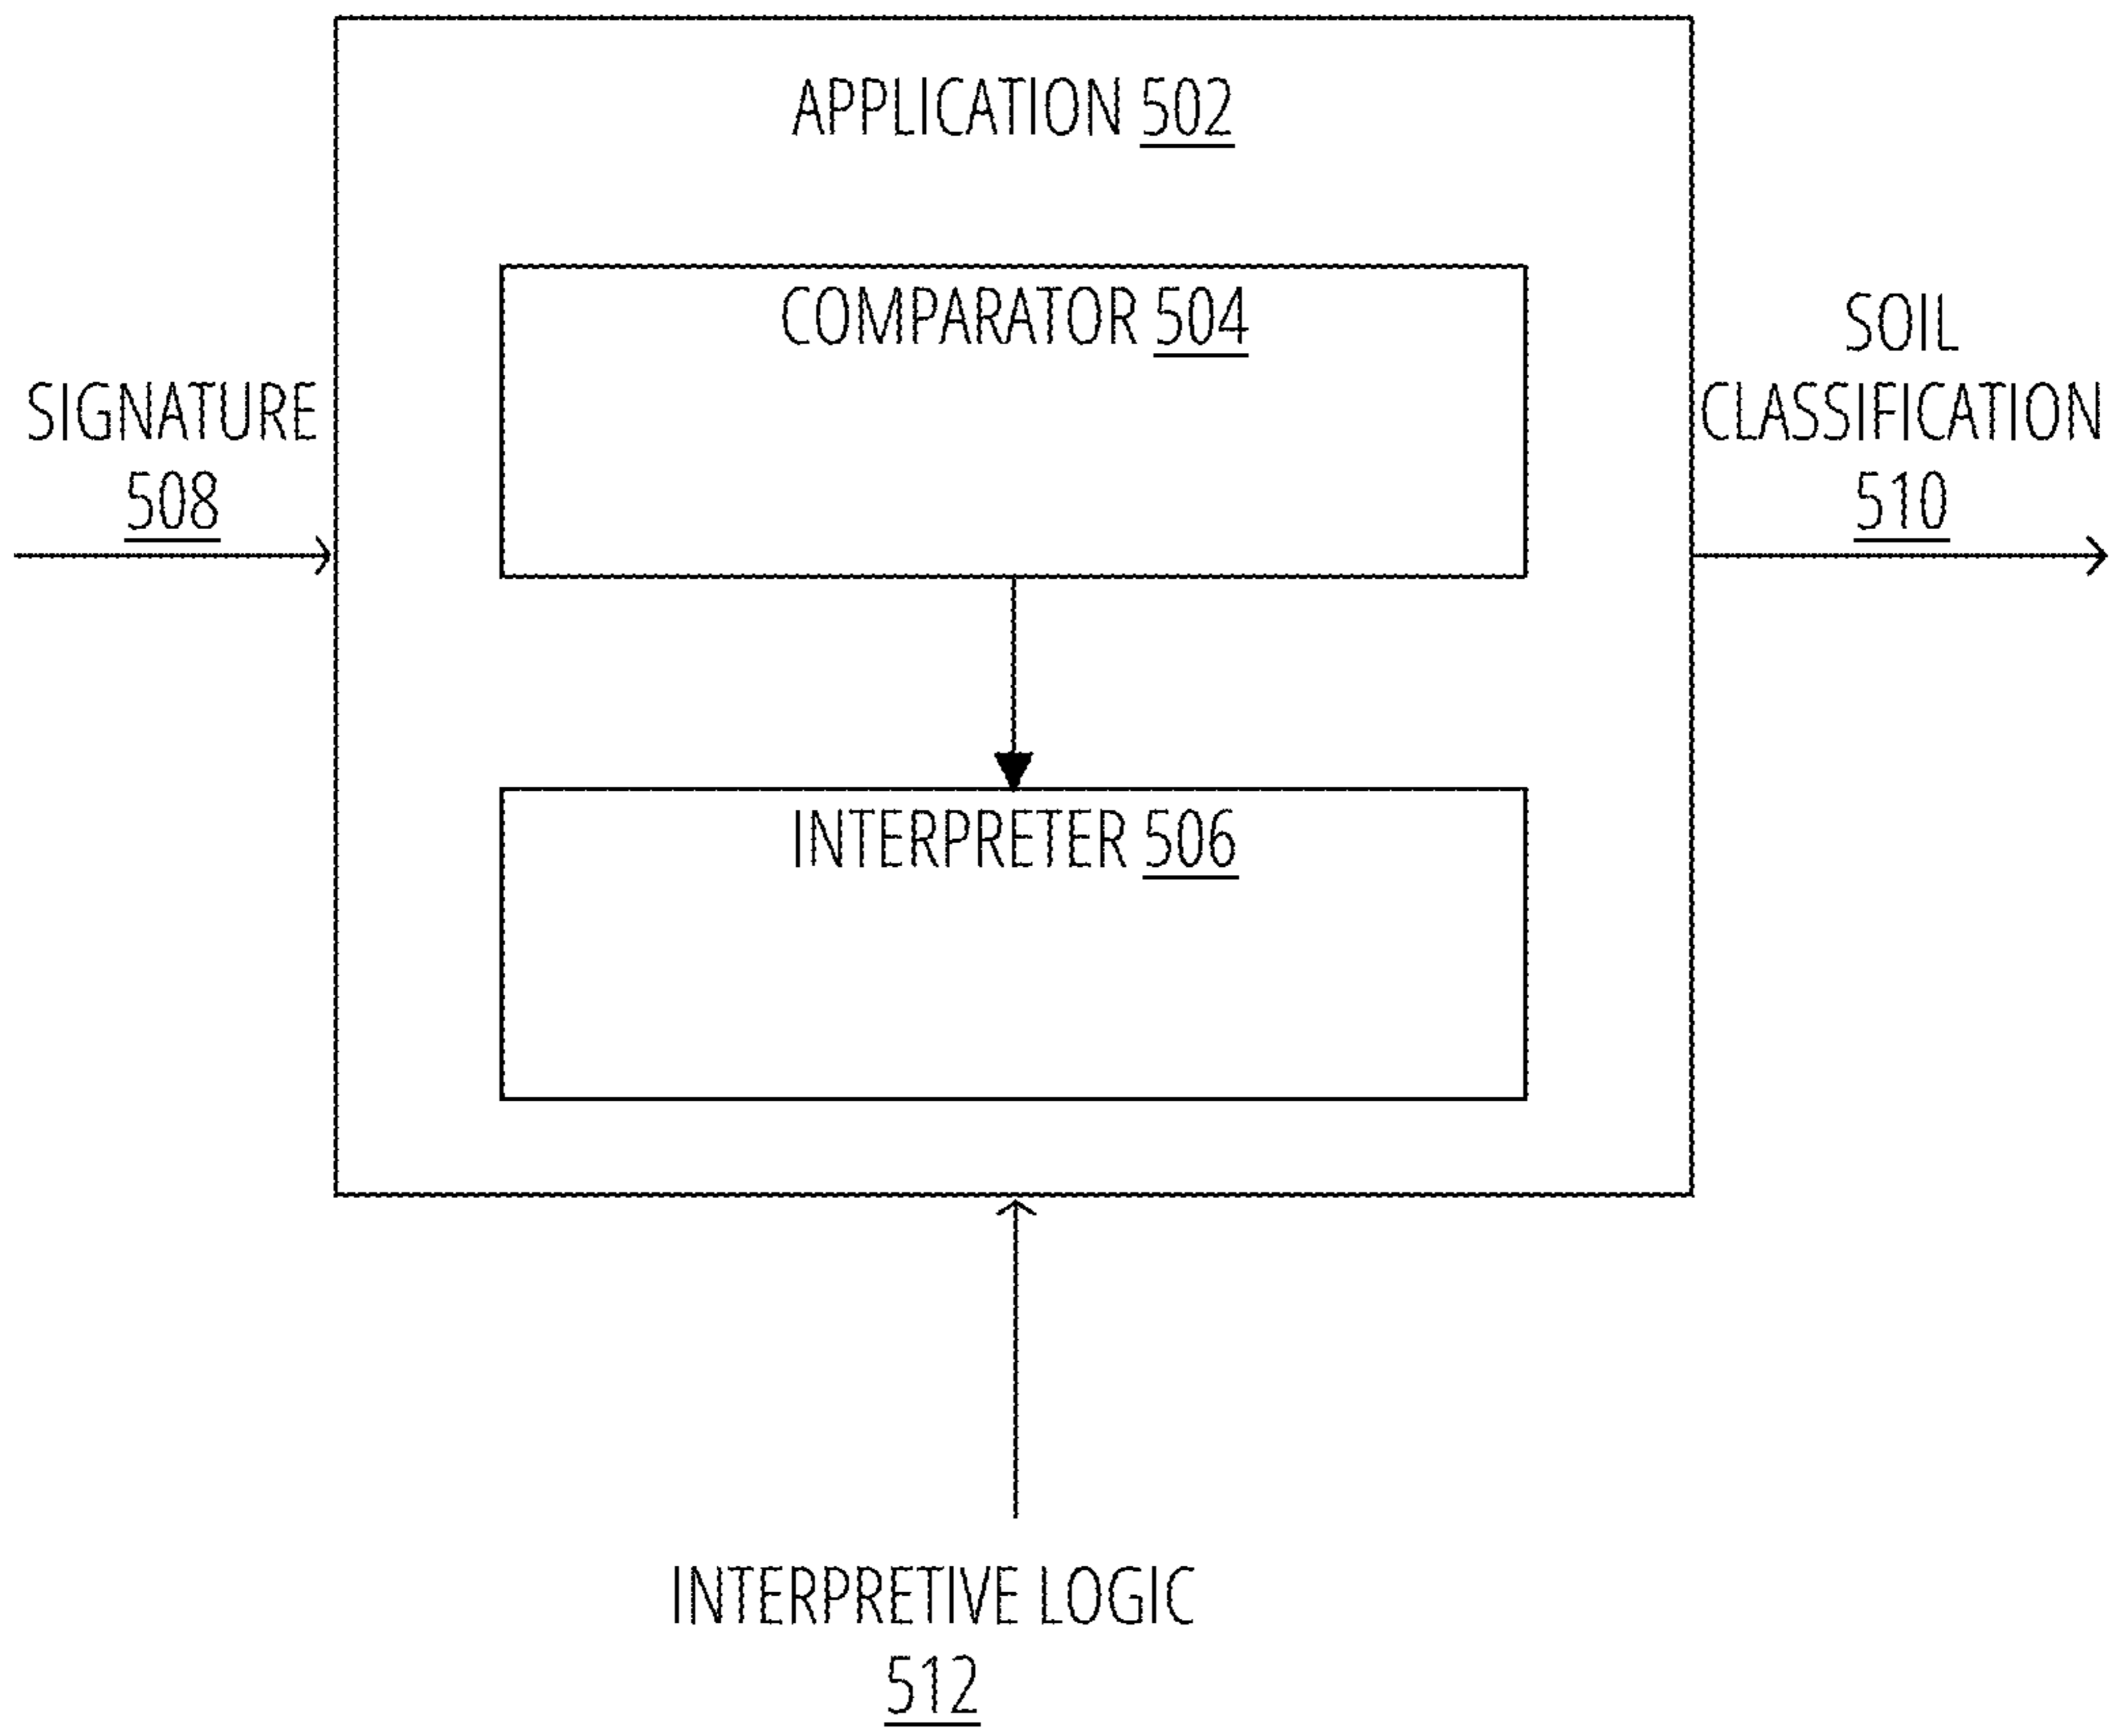 APPLICATION 502
COMPARATOR 504
SIGNATURE
508
SOIL
CLASSIFICATION
510
INTERPRETER 506
INTERPRETIVE LOGIC
512